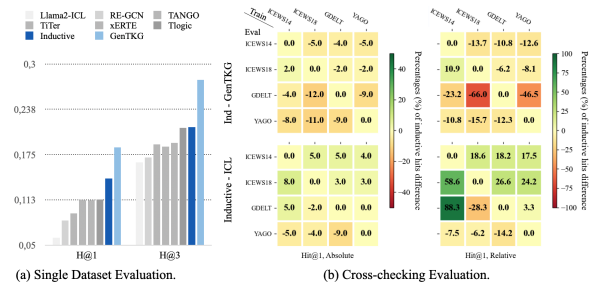 Llama2-ICL RE-GCN TANGO
TiTer xERTE Tlogic
Inductive GenTKG
0,3
0,238
0,175
0,113
0,05
H@1 H@3
(a) Single Dataset Evaluation.
Train
ICEWS14 ICEWS18 GDELT YAGO
ICEWS14 ICEWS18 GDELT YAGO
Eval
Ind - GenTKG
ICEWS14 0.0 -5.0 -4.0 -5.0
ICEWS18 2.0 0.0 -2.0 -2.0
GDELT -4.0 -12.0 0.0 -9.0
YAGO -8.0 -11.0 -9.0 0.0
0.0 -13.7 -10.8 -12.6
10.9 0.0 -6.2 -8.1
-23.2 -66.0 0.0 -46.5
-10.8 -15.7 -12.3 0.0
Inductive - ICL
ICEWS14 0.0 5.0 5.0 4.0
ICEWS18 8.0 0.0 3.0 3.0
GDELT 5.0 -2.0 0.0 0.0
YAGO -5.0 -4.0 -9.0 0.0
0.0 18.6 18.2 17.5
58.6 0.0 26.6 24.2
88.3 -28.3 0.0 3.3
-7.5 -6.2 -14.2 0.0
40
20
0
-20
-40
Percentages (%) of inductive hits difference
100
75
50
25
0
-25
-50
-75
-100
Percentages (%) of inductive hits difference
Hit@1, Absolute
Hit@1, Relative
(b) Cross-checking Evaluation.